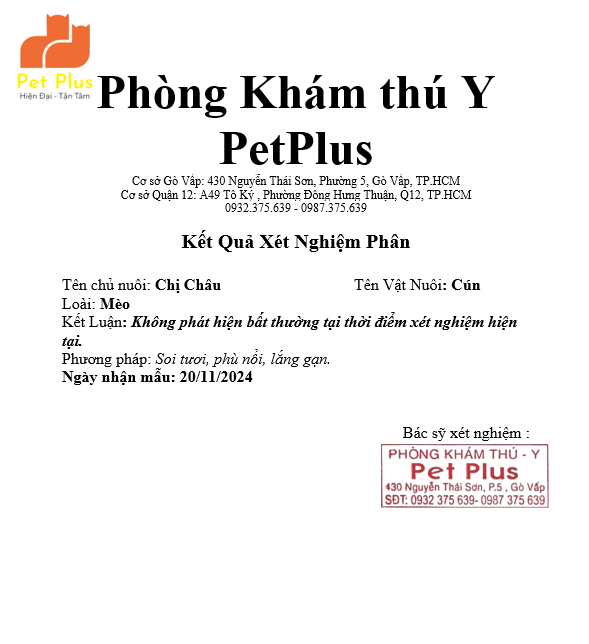 Pet Plus
Hiện Đại - Tận Tâm
Phòng Khám thú Y
PetPlus
Cơ sở Gò Vấp: 430 Nguyễn Thái Sơn, Phường 5, Gò Vấp, TP.HCM
Cơ sở Quận 12: A49 Tô Ký , Phường Đông Hưng Thuận, Q12, TP.HCM
0932.375.639 - 0987.375.639
Kết Quả Xét Nghiệm Phân
Tên chủ nuôi: Chị Châu Tên Vật Nuôi: Cún
Loài: Mèo
Kết Luận: Không phát hiện bất thường tại thời điểm xét nghiệm hiện
tại.
Phương pháp: Soi tươi, phù nổi, lắng gạn.
Ngày nhận mẫu: 20/11/2024
Bác sỹ xét nghiệm :
PHÒNG KHÁM THÚ - Y
Pet Plus
430 Nguyễn Thái Sơn, P.5 , Gò Vấp
SĐT: 0932 375 639- 0987 375 639